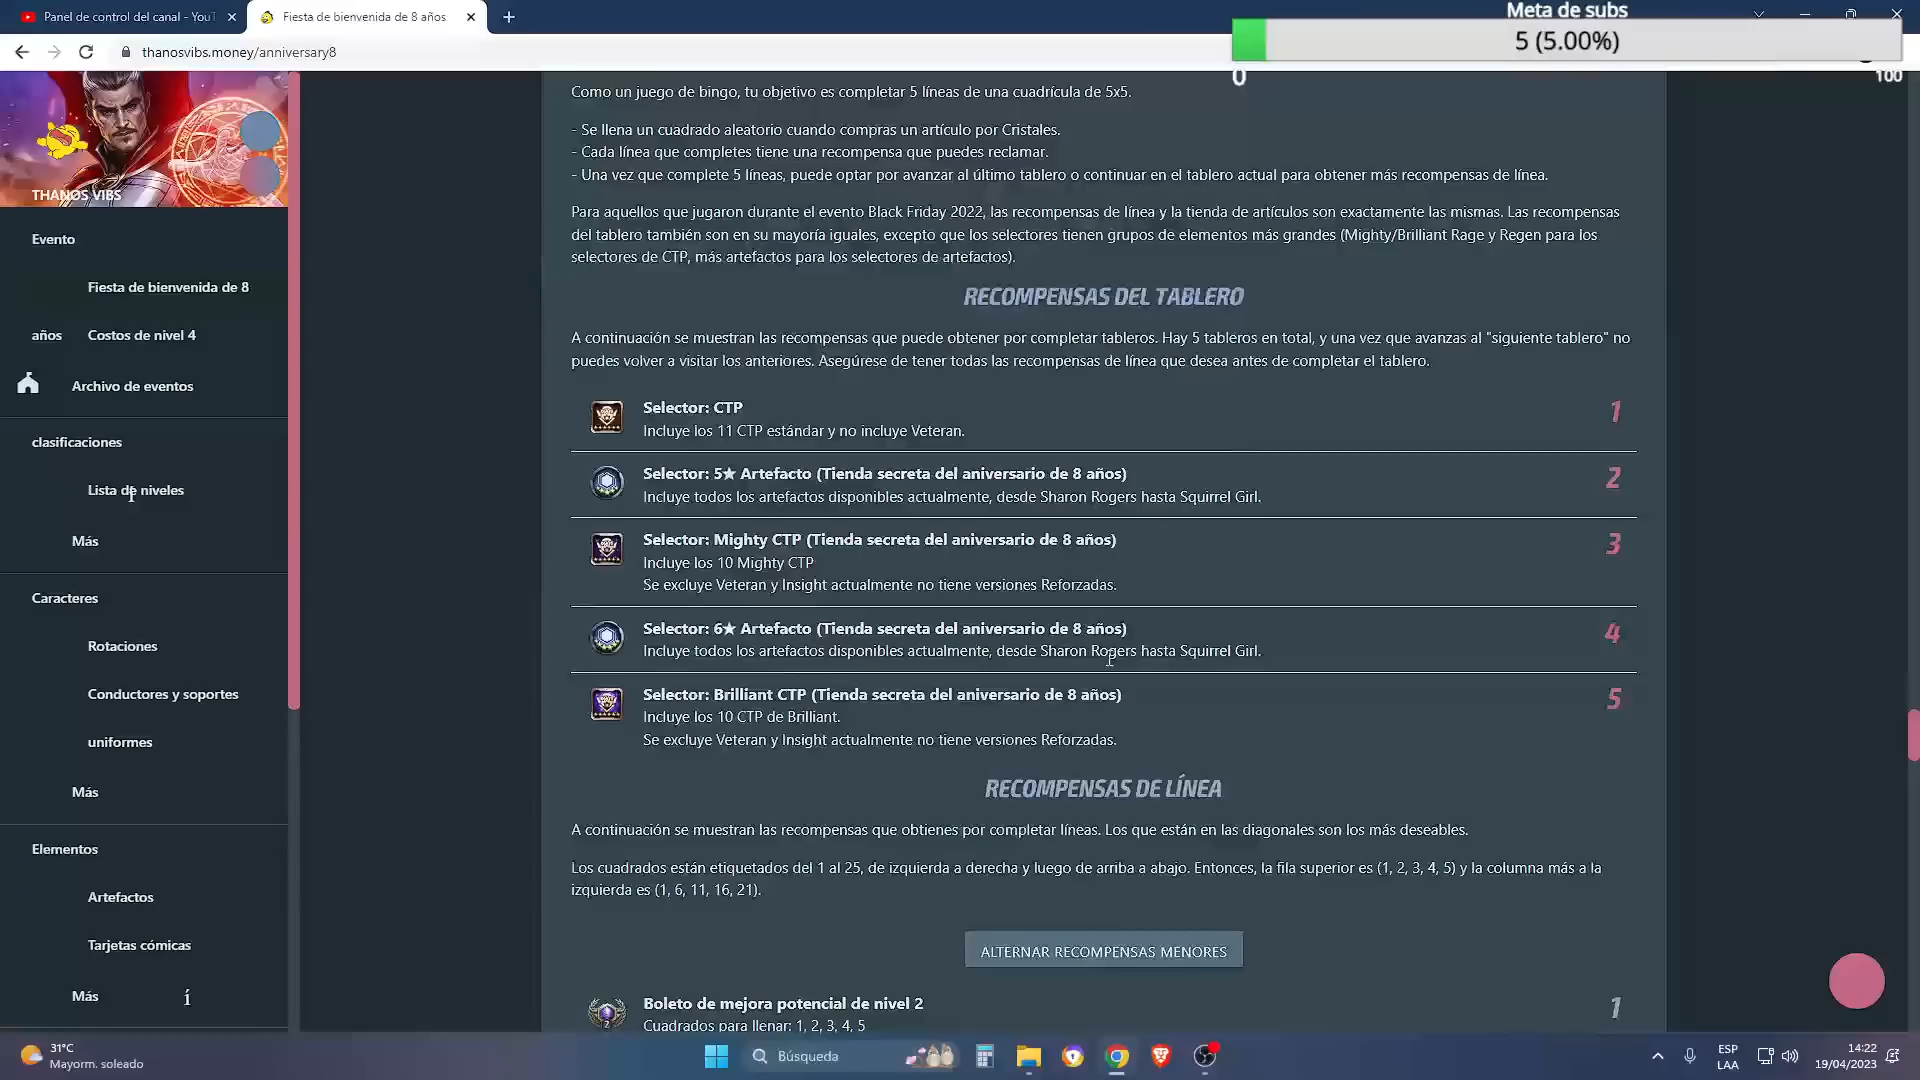 Panel de control del canal - YouT
Fiesta de bienvenida de 8 años
Meta de subs
5 (5.00%)
0
100
thanosvibs.money/anniversary8
THANOS VIBS
Evento
Fiesta de bienvenida de 8
años
Costos de nivel 4
Archivo de eventos
clasificaciones
Lista de niveles
Más
Caracteres
Rotaciones
Conductores y soportes
uniformes
Más
Elementos
Artefactos
Tarjetas cómicas
Más
í
Como un juego de bingo, tu objetivo es completar 5 líneas de una cuadrícula de 5x5.
- Se llena un cuadrado aleatorio cuando compras un artículo por Cristales.
- Cada línea que completes tiene una recompensa que puedes reclamar.
- Una vez que complete 5 líneas, puede optar por avanzar al último tablero o continuar en el tablero actual para obtener más recompensas de línea.
Para aquellos que jugaron durante el evento Black Friday 2022, las recompensas de línea y la tienda de artículos son exactamente las mismas. Las recompensas
del tablero también son en su mayoría iguales, excepto que los selectores tienen grupos de elementos más grandes (Mighty/Brilliant Rage y Regen para los
selectores de CTP, más artefactos para los selectores de artefactos).
RECOMPENSAS DEL TABLERO
A continuación se muestran las recompensas que puede obtener por completar tableros. Hay 5 tableros en total, y una vez que avanzas al "siguiente tablero" no
puedes volver a visitar los anteriores. Asegúrese de tener todas las recompensas de línea que desea antes de completar el tablero.
Selector: CTP
Incluye los 11 CTP estándar y no incluye Veteran.
1
Selector: 5★ Artefacto (Tienda secreta del aniversario de 8 años)
Incluye todos los artefactos disponibles actualmente, desde Sharon Rogers hasta Squirrel Girl.
2
Selector: Mighty CTP (Tienda secreta del aniversario de 8 años)
Incluye los 10 Mighty CTP
Se excluye Veteran y Insight actualmente no tiene versiones Reforzadas.
3
Selector: 6★ Artefacto (Tienda secreta del aniversario de 8 años)
Incluye todos los artefactos disponibles actualmente, desde Sharon Rogers hasta Squirrel Girl.
4
Selector: Brilliant CTP (Tienda secreta del aniversario de 8 años)
Incluye los 10 CTP de Brilliant.
Se excluye Veteran y Insight actualmente no tiene versiones Reforzadas.
5
RECOMPENSAS DE LÍNEA
A continuación se muestran las recompensas que obtienes por completar líneas. Los que están en las diagonales son los más deseables.
Los cuadrados están etiquetados del 1 al 25, de izquierda a derecha y luego de arriba a abajo. Entonces, la fila superior es (1, 2, 3, 4, 5) y la columna más a la
izquierda es (1, 6, 11, 16, 21).
ALTERNAR RECOMPENSAS MENORES
2
Boleto de mejora potencial de nivel 2
Cuadrados para llenar: 1, 2, 3, 4, 5
1
31°C
Mayorm. soleado
Búsqueda
ESP
LAA
14:22
19/04/2023